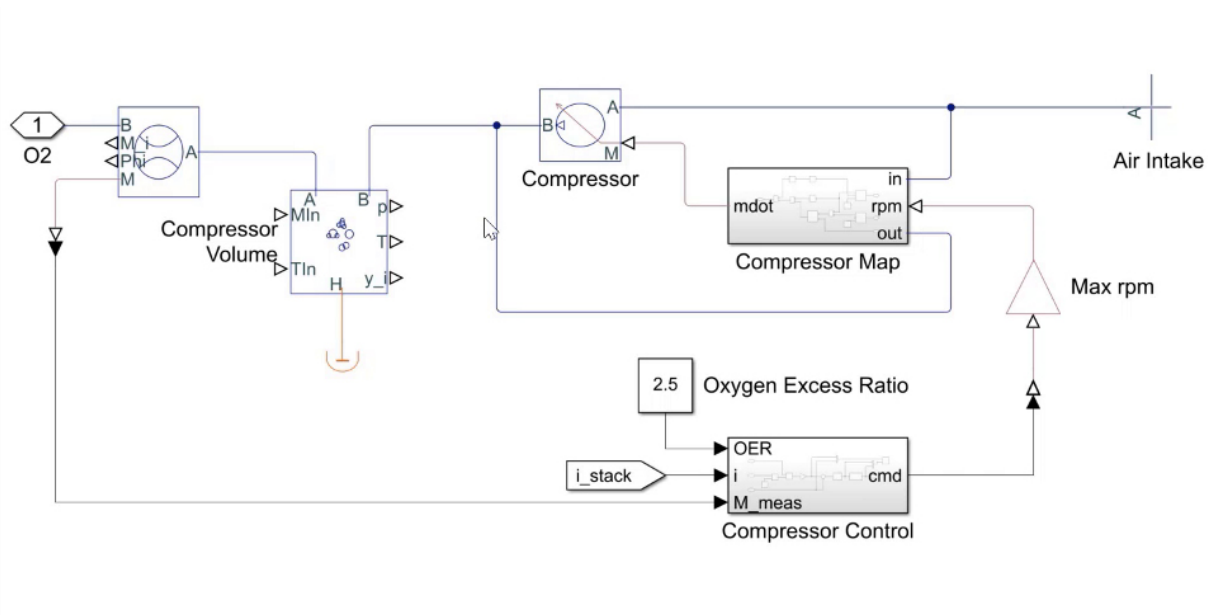 1
O2
B
M_i
Phi
M
A
Compressor
Volume
A
B
MIn
TIn
p
T
y_i
H
B
A
M
Compressor
mdot
in
rpm
out
Compressor Map
A
Air Intake
Max rpm
2.5
Oxygen Excess Ratio
i_stack
OER
i
M_meas
cmd
Compressor Control